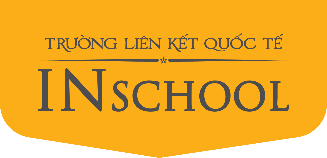 TRƯỜNG LIÊN KẾT QUỐC TẾ
INSCHOOL